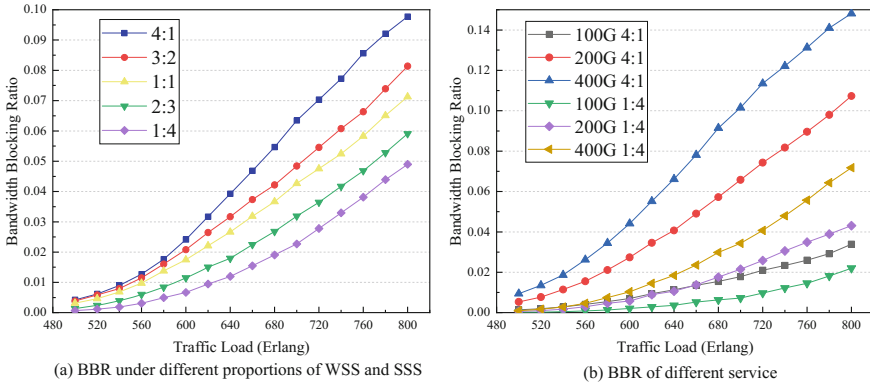 0.10
0.09
0.08
0.07
0.06
0.05
0.04
0.03
0.02
0.01
0.00
Bandwidth Blocking Ratio
4:1
3:2
1:1
2:3
1:4
480 520 560 600 640 680 720 760 800
Traffic Load (Erlang)
(a) BBR under different proportions of WSS and SSS
0.14
0.12
0.10
0.08
0.06
0.04
0.02
0.00
Bandwidth Blocking Ratio
100G 4:1
200G 4:1
400G 4:1
100G 1:4
200G 1:4
400G 1:4
480 520 560 600 640 680 720 760 800
Traffic Load (Erlang)
(b) BBR of different service